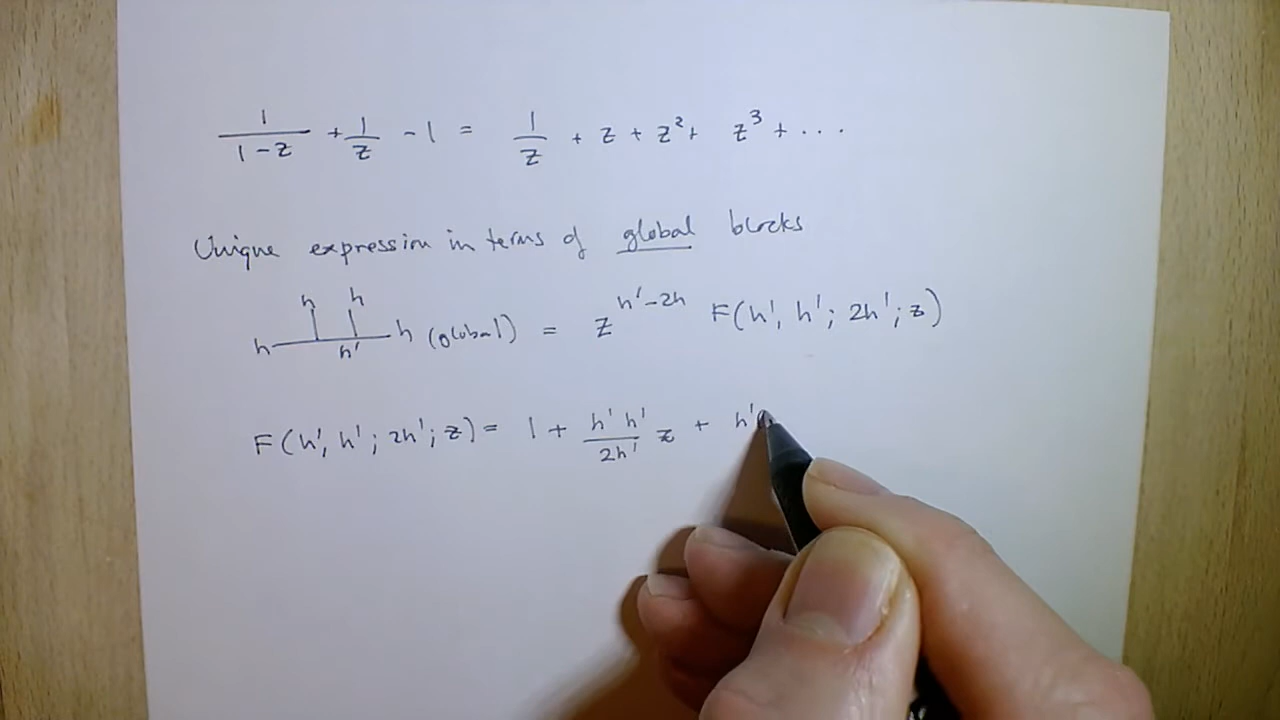 1/(1-z) + 1/z - 1 = 1/z + z + z² + z³ + ...
Unique expression in terms of global blocks
h h
h h (global) = z^(h'-2h) F(h', h'; 2h'; z)
h'
F(h', h'; 2h'; z) = 1 + (h' h')/(2h') z + h'